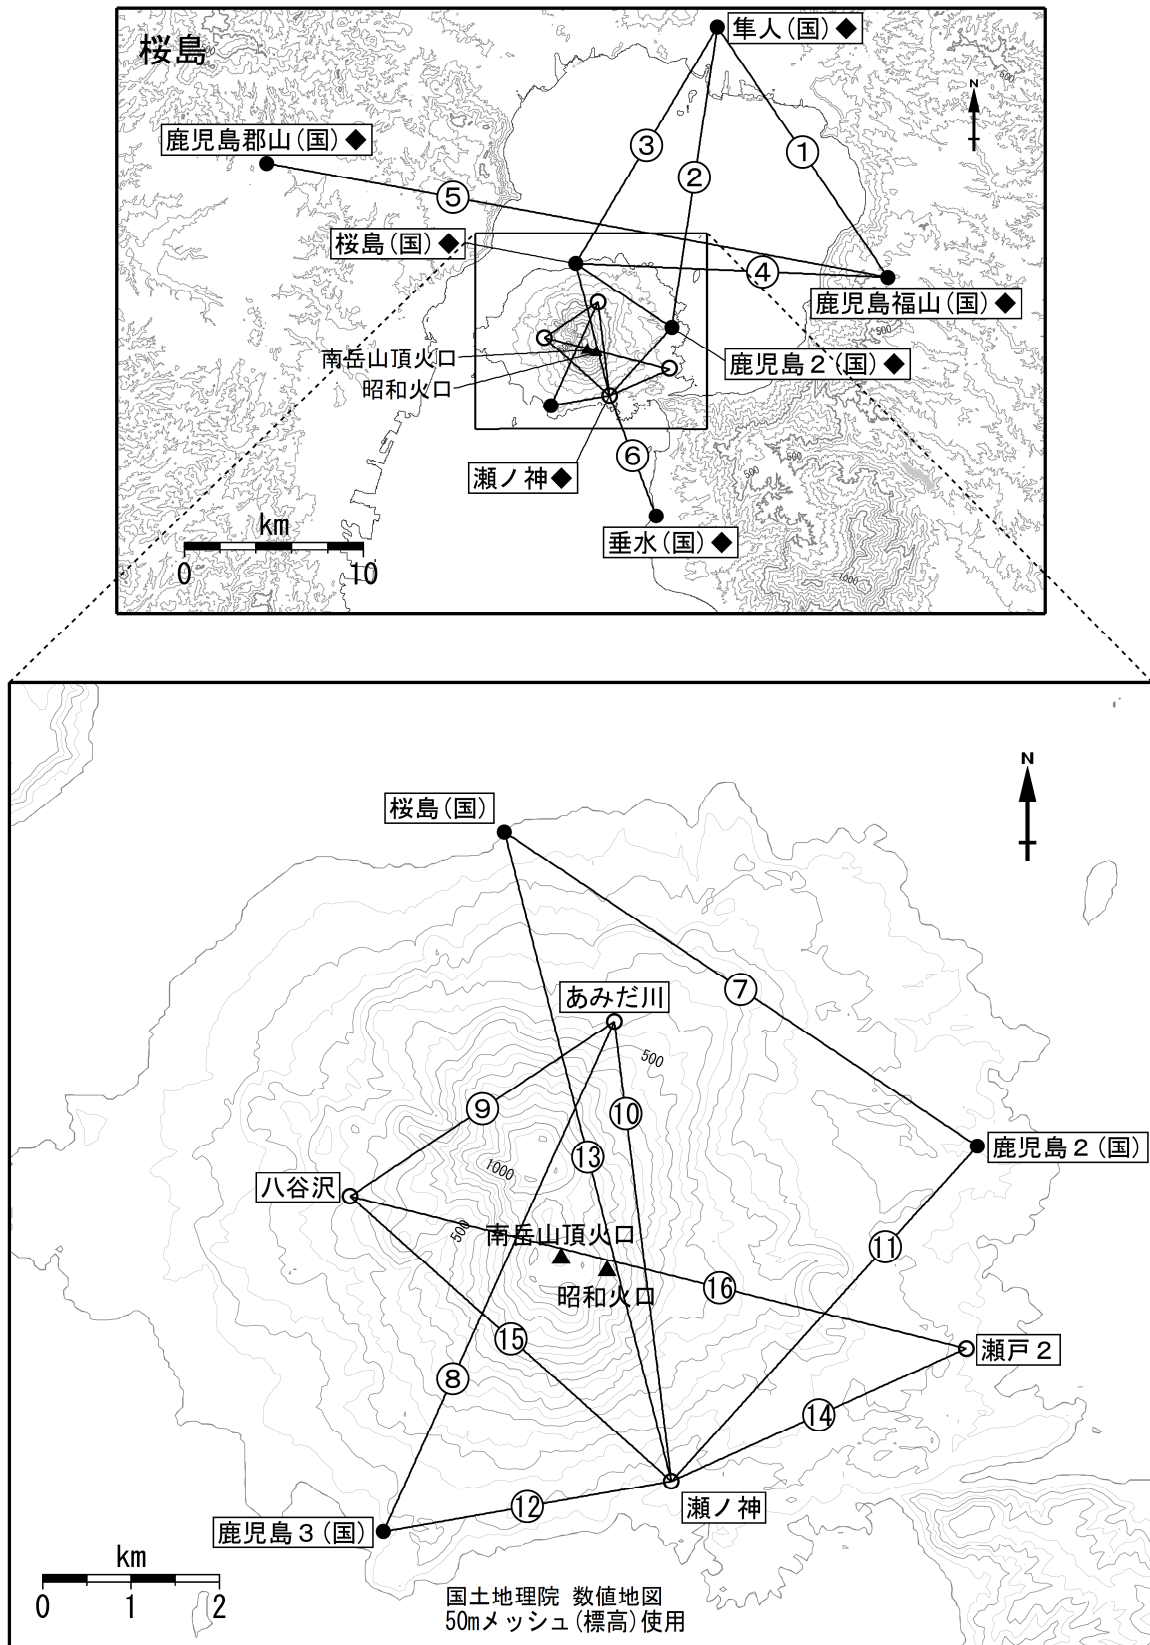 桜島
隼人(国)◆
N
500
鹿児島郡山(国)◆
③
①
②
⑤
桜島(国)◆
④
鹿児島福山(国)◆
500
南岳山頂火口
鹿児島2(国)◆
昭和火口
⑥
500
500
瀬ノ神◆
km
垂水(国)◆
0
10
1000
N
桜島(国)
⑦
あみだ川
500
⑨
⑩
鹿児島2(国)
⑬
1000
八谷沢
500
南岳山頂火口
⑪
⑯
昭和火口
⑮
瀬戸2
⑧
⑭
⑫
瀬ノ神
鹿児島3(国)
km
0
1
2
国土地理院 数値地図
50mメッシュ(標高)使用